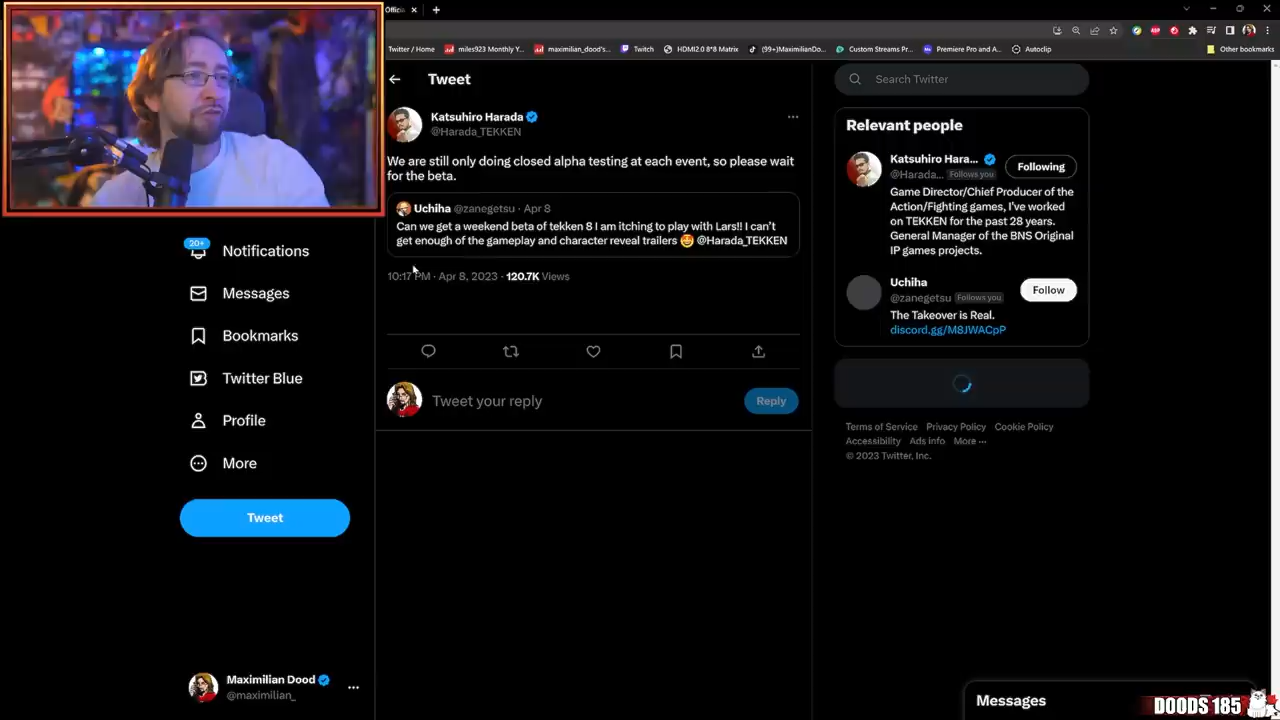 Offici
Twitter / Home
miles923 Monthly Y...
maximilian_dood's...
Twitch
HDMI2.0 8*8 Matrix
(99+)MaximilianDo...
Custom Streams Pr...
Premiere Pro and A...
Autoclip
Other bookmarks
Tweet
Katsuhiro Harada
@Harada_TEKKEN
We are still only doing closed alpha testing at each event, so please wait
for the beta.
Uchiha @zanegetsu · Apr 8
Can we get a weekend beta of tekken 8 I am itching to play with Lars!! I can't
get enough of the gameplay and character reveal trailers 🤩 @Harada_TEKKEN
10:17 PM · Apr 8, 2023 · 120.7K Views
Tweet your reply
Reply
20+
Notifications
Messages
Bookmarks
Twitter Blue
Profile
More
Tweet
Maximilian Dood
@maximilian_
Search Twitter
Relevant people
Katsuhiro Hara...
@Harada... Follows you
Following
Game Director/Chief Producer of the
Action/Fighting games, I've worked
on TEKKEN for the past 28 years.
General Manager of the BNS Original
IP games projects.
Uchiha
@zanegetsu Follows you
Follow
The Takeover is Real.
discord.gg/M8JWACpP
Terms of Service Privacy Policy Cookie Policy
Accessibility Ads info More ...
© 2023 Twitter, Inc.
Messages
DOODS 185